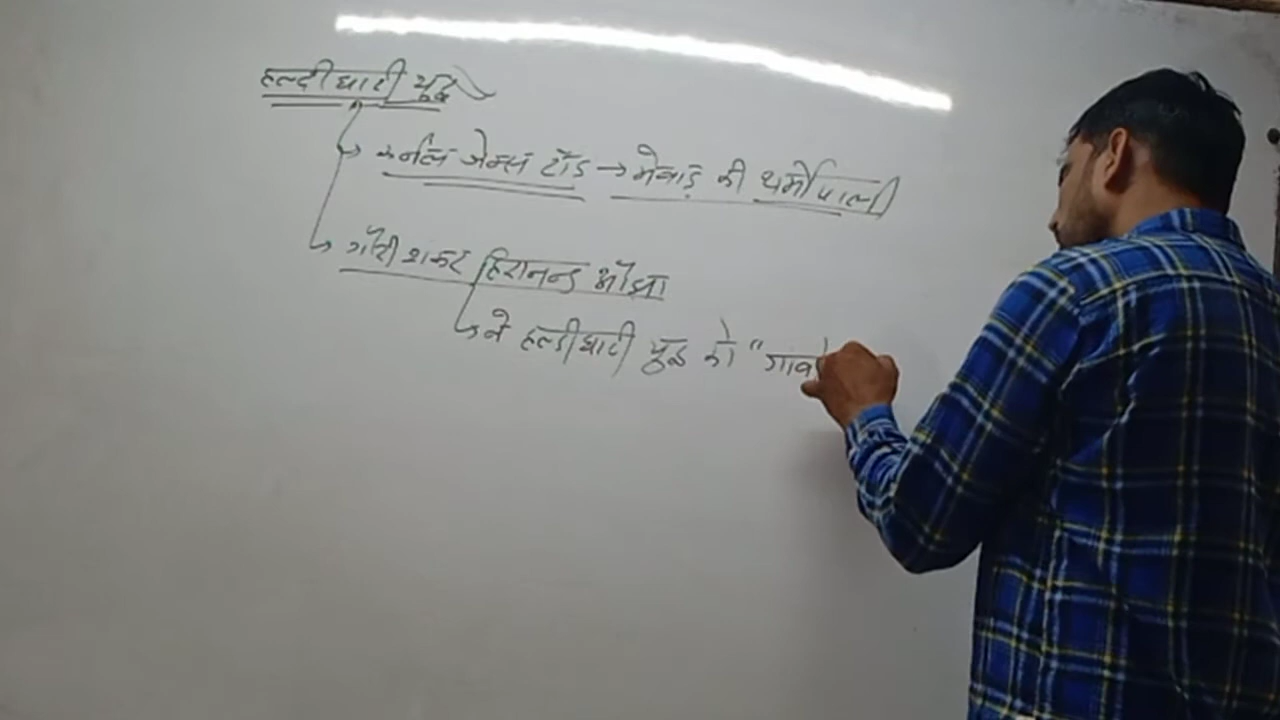 हल्दीघाटी युद्ध
कर्नल जेम्स टॉड → मेवाड़ की थर्मोपाली
गौरी शंकर हिरानन्द ओझा
ने हल्दीघाटी युद्ध को "